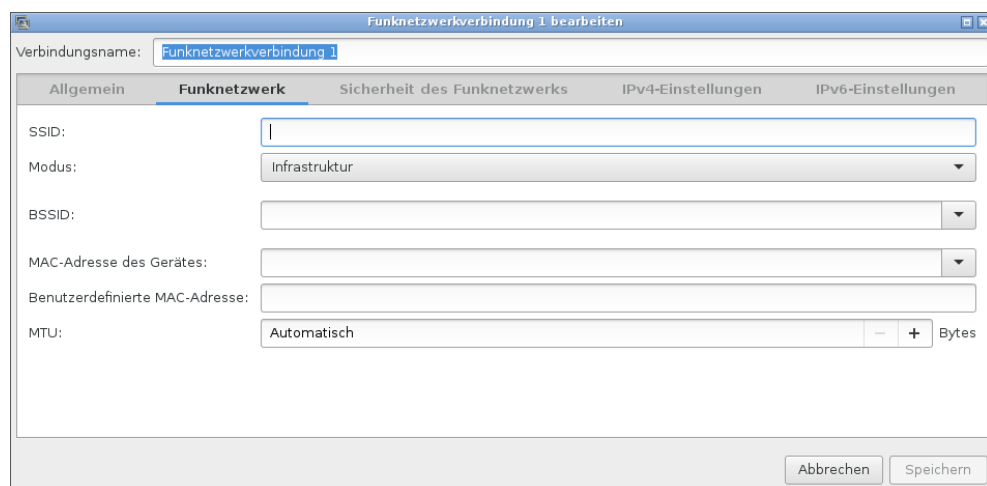 Funknetzwerkverbindung 1 bearbeiten
Verbindungsname: Funknetzwerkverbindung 1
Allgemein Funknetzwerk Sicherheit des Funknetzwerks IPv4-Einstellungen IPv6-Einstellungen
SSID:
Modus: Infrastruktur
BSSID:
MAC-Adresse des Gerätes:
Benutzerdefinierte MAC-Adresse:
MTU: Automatisch − + Bytes
Abbrechen Speichern